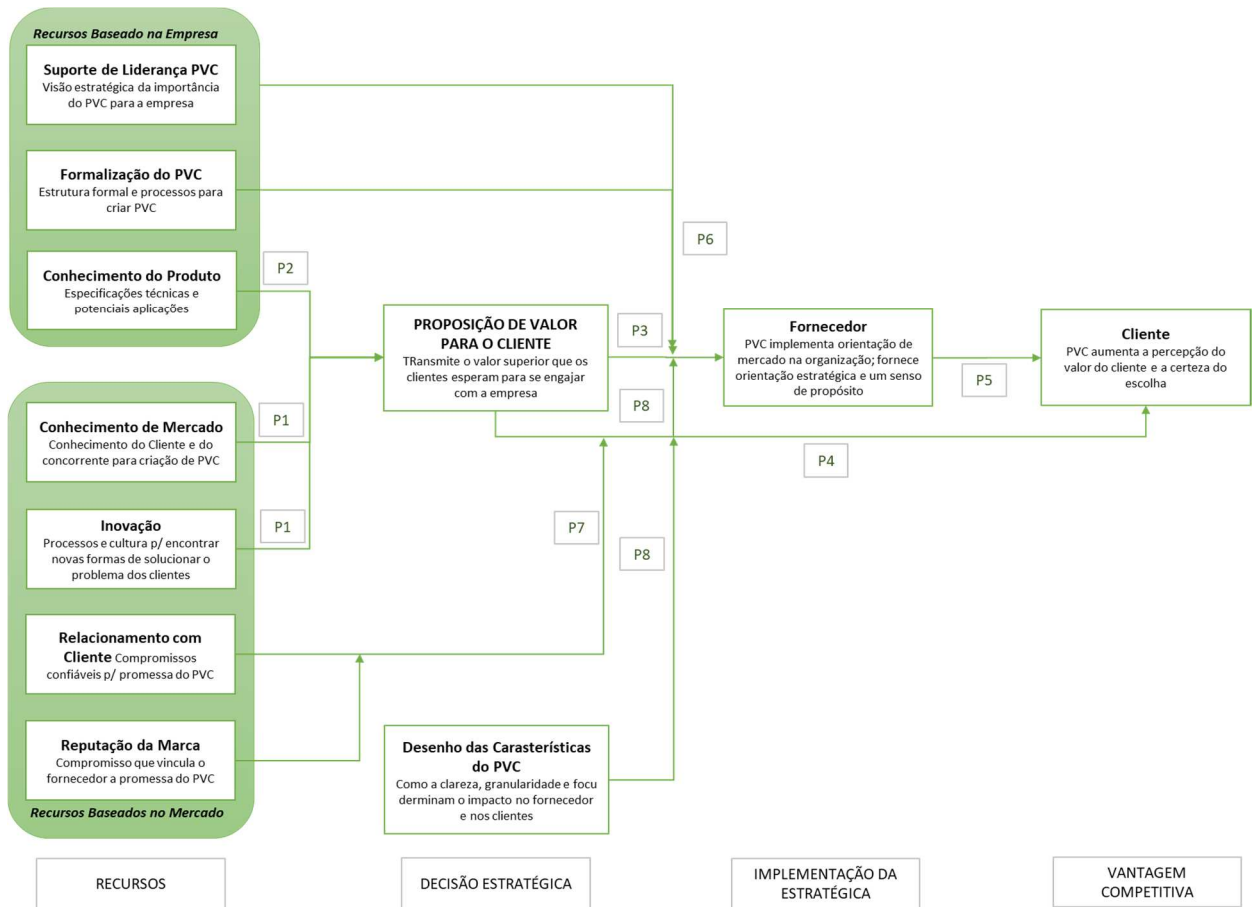 Recursos Baseado na Empresa
Suporte de Liderança PVC
Visão estratégica da importância
do PVC para a empresa
Formalização do PVC
Estrutura formal e processos para
criar PVC
Conhecimento do Produto
Especificações técnicas e
potenciais aplicações
P2
P6
PROPOSIÇÃO DE VALOR
PARA O CLIENTE
TRansmite o valor superior que os
clientes esperam para se engajar
com a empresa
P3
Fornecedor
PVC implementa orientação de
mercado na organização; fornece
orientação estratégica e um senso
de propósito
P5
Cliente
PVC aumenta a percepção do
valor do cliente e a certeza do
escolha
Conhecimento de Mercado
Conhecimento do Cliente e do
concorrente para criação de PVC
P1
P8
P4
Inovação
Processos e cultura p/ encontrar
novas formas de solucionar o
problema dos clientes
P1
P7
P8
Relacionamento com
Cliente Compromissos
confiáveis p/ promessa do PVC
Reputação da Marca
Compromisso que vincula o
fornecedor a promessa do PVC
Recursos Baseados no Mercado
Desenho das Carasterísticas
do PVC
Como a clareza, granularidade e focu
derminam o impacto no fornecedor
e nos clientes
RECURSOS
DECISÃO ESTRATÉGICA
IMPLEMENTAÇÃO DA
ESTRATÉGICA
VANTAGEM
COMPETITIVA